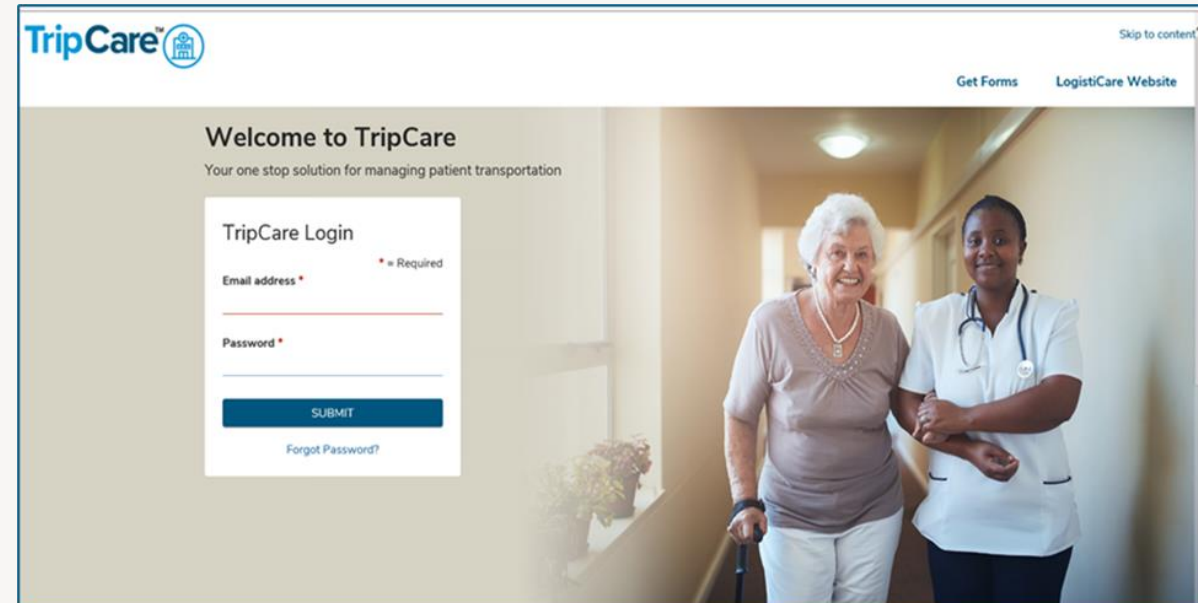 TripCare™
Skip to content
Get Forms LogistiCare Website
Welcome to TripCare
Your one stop solution for managing patient transportation
TripCare Login
* = Required
Email address *
Password *
SUBMIT
Forgot Password?